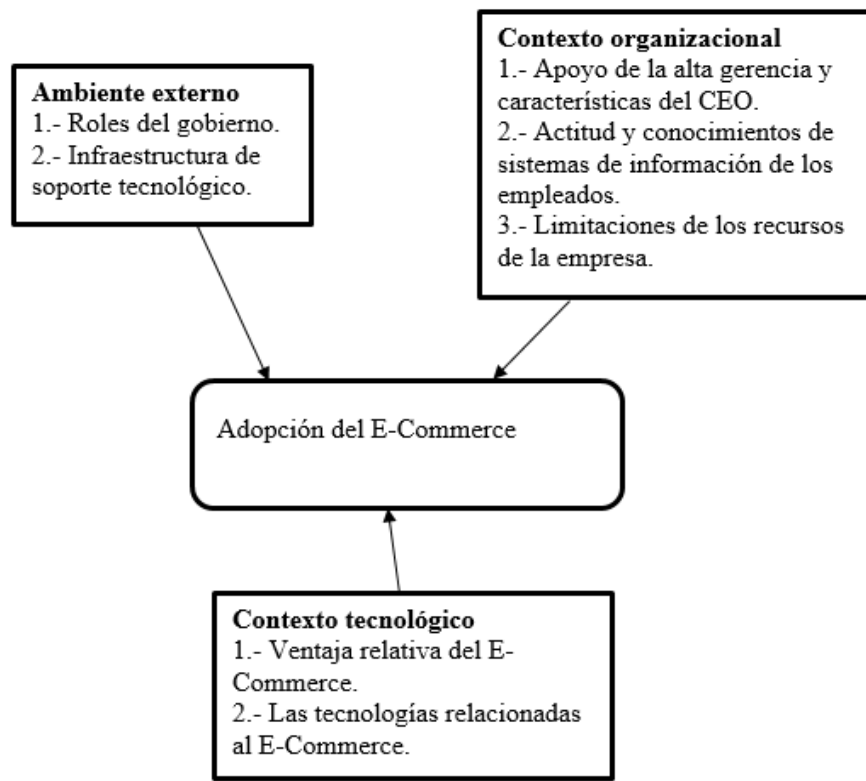 Ambiente externo
1.- Roles del gobierno.
2.- Infraestructura de
soporte tecnológico.
Contexto organizacional
1.- Apoyo de la alta gerencia y
características del CEO.
2.- Actitud y conocimientos de
sistemas de información de los
empleados.
3.- Limitaciones de los recursos
de la empresa.
Adopción del E-Commerce
Contexto tecnológico
1.- Ventaja relativa del E-
Commerce.
2.- Las tecnologías relacionadas
al E-Commerce.